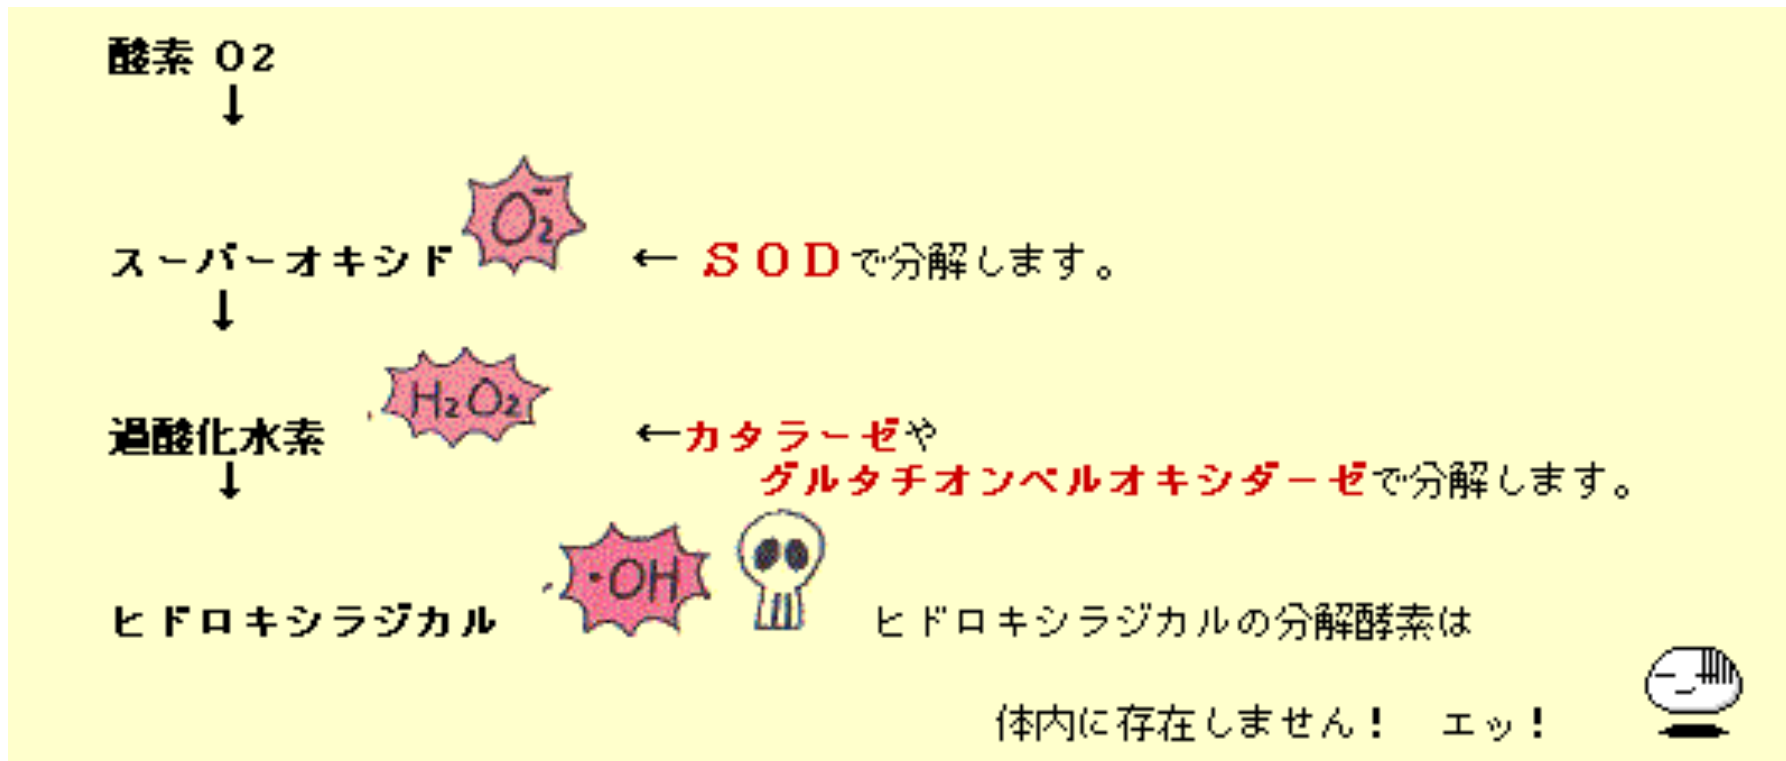 酸素 O2
↓
O₂⁻
スーパーオキシド ← SODで分解します。
↓
H₂O₂
過酸化水素 ←カタラーゼや
↓ グルタチオンペルオキシダーゼで分解します。
・OH
ヒドロキシラジカル ヒドロキシラジカルの分解酵素は
体内に存在しません! エッ!